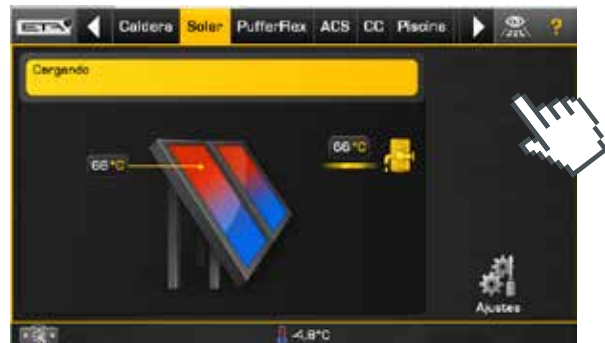 ETA Caldera Solar PufferFlex ACS CC Piscina ?
Cargando
66°C
66°C
Ajustes
-4.8°C